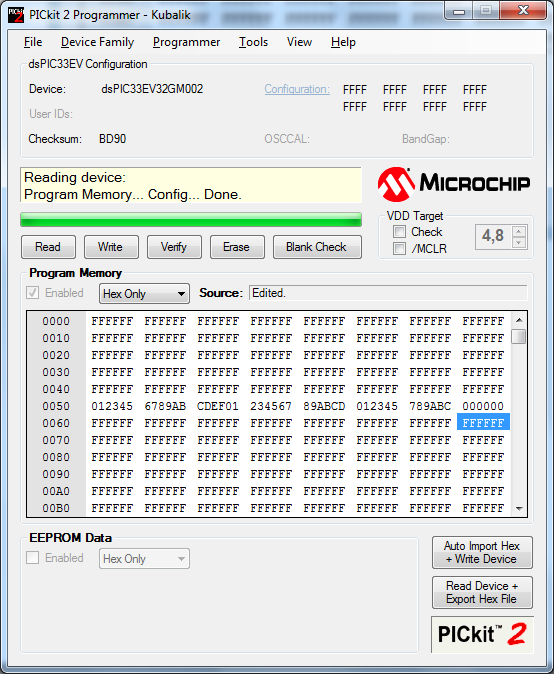 PICkit 2 Programmer - Kubalik
File Device Family Programmer Tools View Help
dsPIC33EV Configuration
Device: dsPIC33EV32GM002 Configuration: FFFF FFFF FFFF FFFF
User IDs: FFFF FFFF FFFF FFFF
Checksum: BD90 OSCCAL: BandGap:
Reading device:
Program Memory... Config... Done.
MICROCHIP
VDD Target
Check
/MCLR
4,8
Read Write Verify Erase Blank Check
Program Memory
Enabled Hex Only Source: Edited.
0000 FFFFFF FFFFFF FFFFFF FFFFFF FFFFFF FFFFFF FFFFFF FFFFFF
0010 FFFFFF FFFFFF FFFFFF FFFFFF FFFFFF FFFFFF FFFFFF FFFFFF
0020 FFFFFF FFFFFF FFFFFF FFFFFF FFFFFF FFFFFF FFFFFF FFFFFF
0030 FFFFFF FFFFFF FFFFFF FFFFFF FFFFFF FFFFFF FFFFFF FFFFFF
0040 FFFFFF FFFFFF FFFFFF FFFFFF FFFFFF FFFFFF FFFFFF FFFFFF
0050 012345 6789AB CDEF01 234567 89ABCD 012345 789ABC 000000
0060 FFFFFF FFFFFF FFFFFF FFFFFF FFFFFF FFFFFF FFFFFF FFFFFF
0070 FFFFFF FFFFFF FFFFFF FFFFFF FFFFFF FFFFFF FFFFFF FFFFFF
0080 FFFFFF FFFFFF FFFFFF FFFFFF FFFFFF FFFFFF FFFFFF FFFFFF
0090 FFFFFF FFFFFF FFFFFF FFFFFF FFFFFF FFFFFF FFFFFF FFFFFF
00A0 FFFFFF FFFFFF FFFFFF FFFFFF FFFFFF FFFFFF FFFFFF FFFFFF
00B0 FFFFFF FFFFFF FFFFFF FFFFFF FFFFFF FFFFFF FFFFFF FFFFFF
EEPROM Data
Enabled Hex Only
Auto Import Hex
+ Write Device
Read Device +
Export Hex File
PICkit™ 2